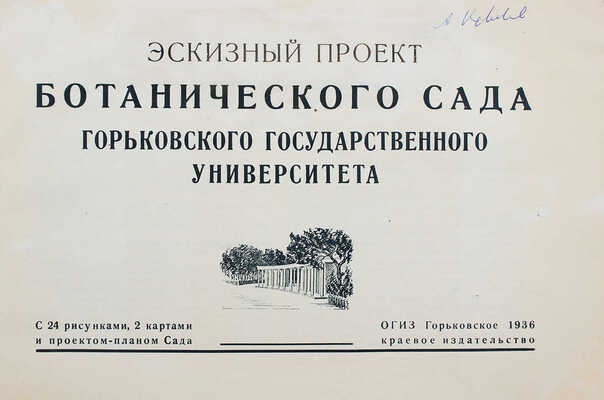 ЭСКИЗНЫЙ ПРОЕКТ
БОТАНИЧЕСКОГО САДА
ГОРЬКОВСКОГО ГОСУДАРСТВЕННОГО
УНИВЕРСИТЕТА
С 24 рисунками, 2 картами
и проектом-планом Сада
ОГИЗ Горьковское 1936
краевое издательство